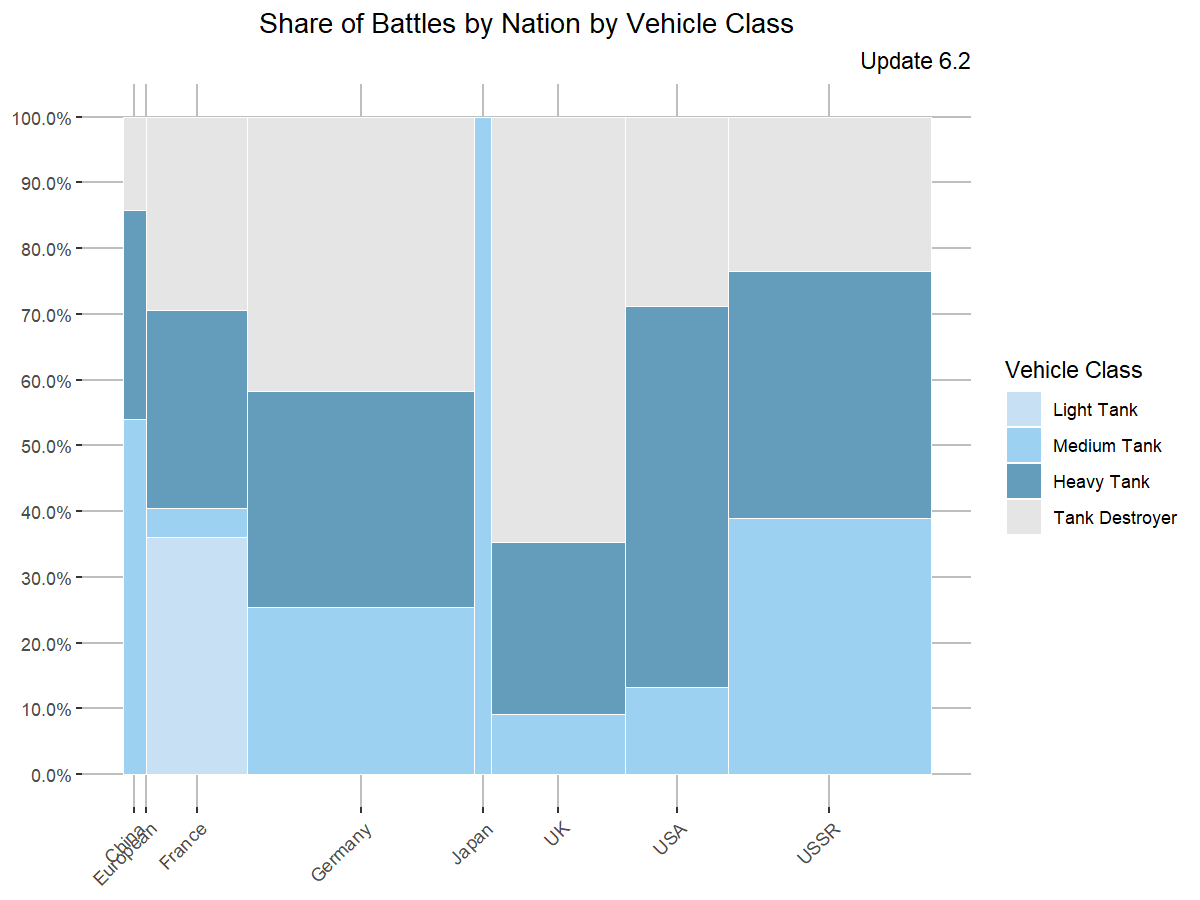 Share of Battles by Nation by Vehicle Class
Update 6.2
100.0%
90.0%
80.0%
70.0%
60.0%
50.0%
40.0%
30.0%
20.0%
10.0%
0.0%
China
European
France
Germany
Japan
UK
USA
USSR
Vehicle Class
Light Tank
Medium Tank
Heavy Tank
Tank Destroyer